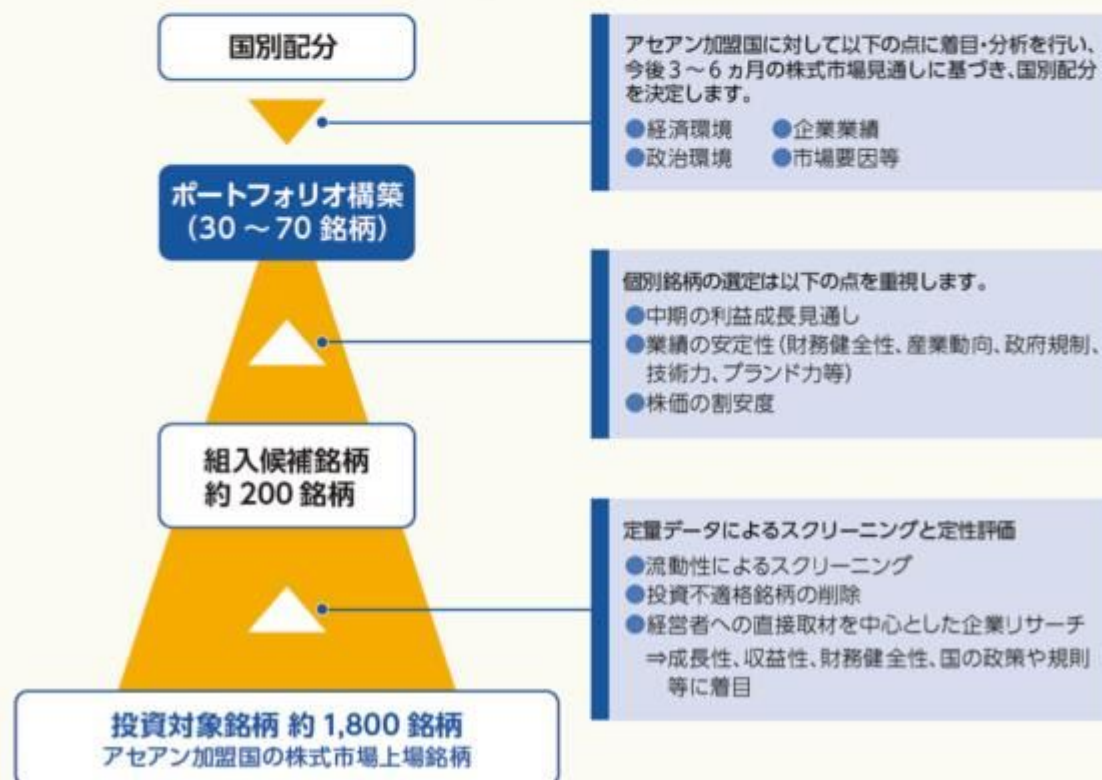 国別配分
アセアン加盟国に対して以下の点に着目・分析を行い、
今後3~6ヵ月の株式市場見通しに基づき、国別配分
を決定します。
●経済環境 ●企業業績
●政治環境 ●市場要因等
ポートフォリオ構築
(30~70銘柄)
個別銘柄の選定は以下の点を重視します。
●中期の利益成長見通し
●業績の安定性(財務健全性、産業動向、政府規制、
技術力、ブランド力等)
●株価の割安度
組入候補銘柄
約200銘柄
定量データによるスクリーニングと定性評価
●流動性によるスクリーニング
●投資不適格銘柄の削除
●経営者への直接取材を中心とした企業リサーチ
⇒成長性、収益性、財務健全性、国の政策や規則
等に着目
投資対象銘柄 約1,800銘柄
アセアン加盟国の株式市場上場銘柄